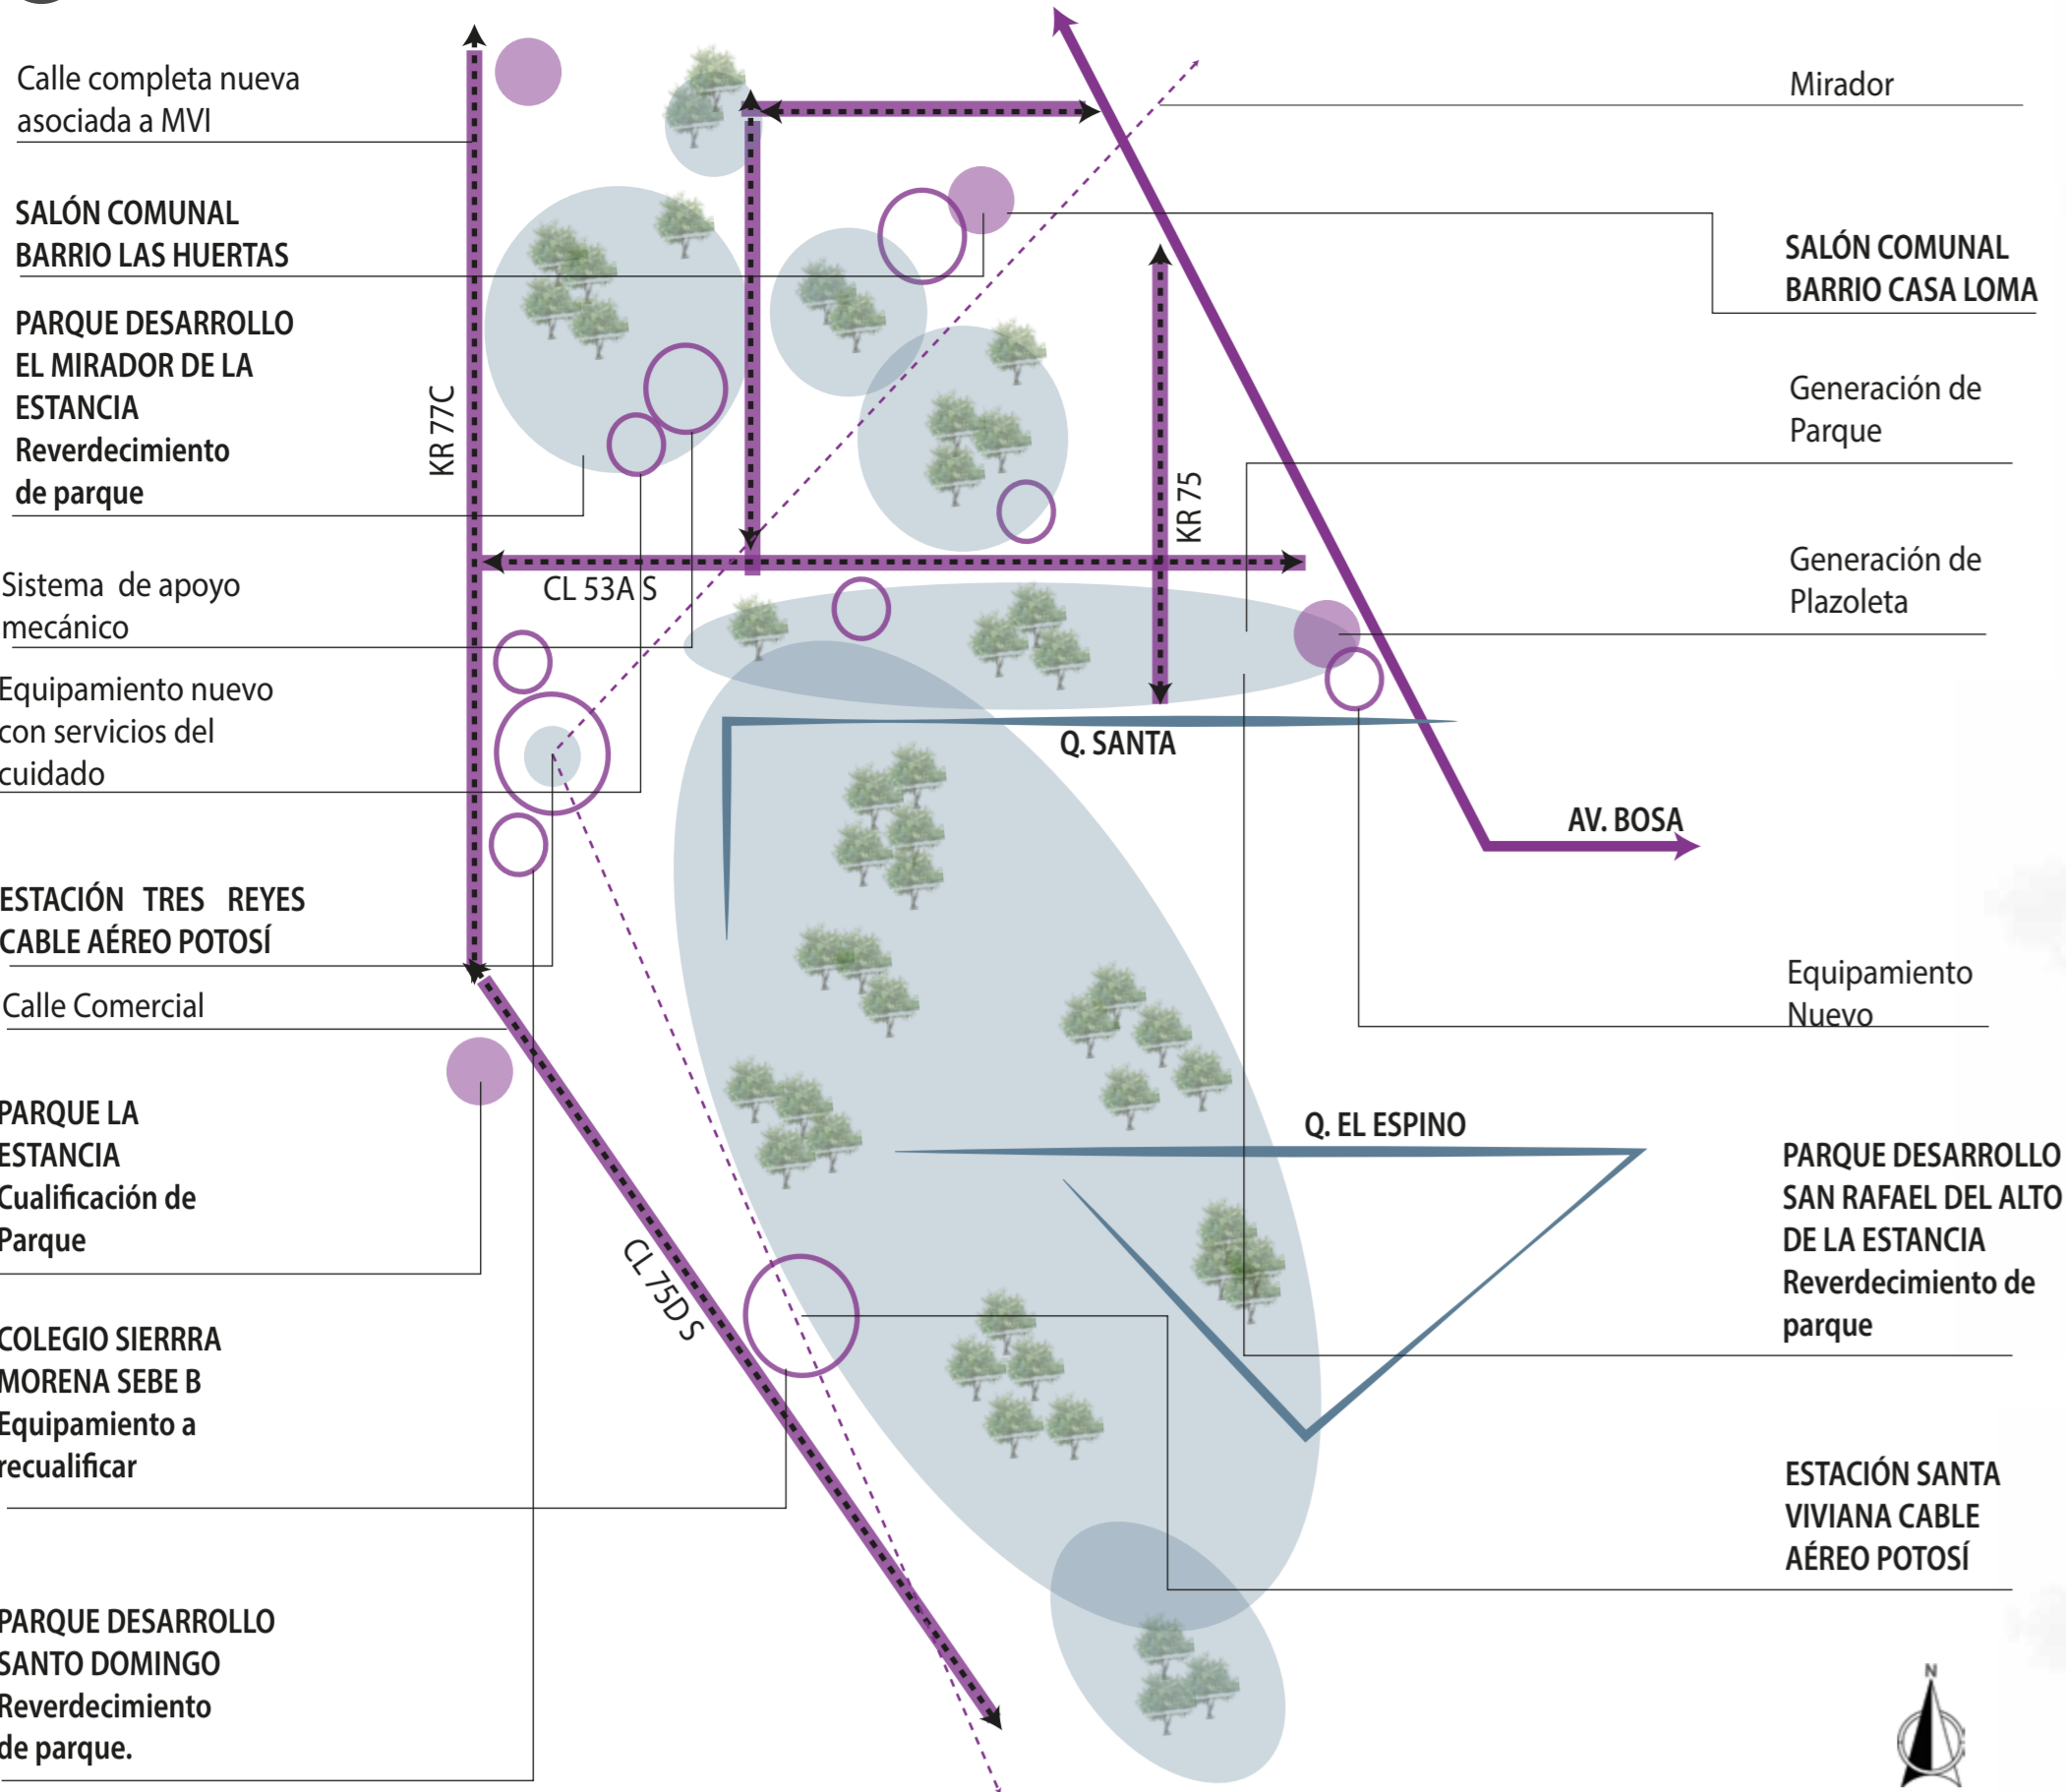 Calle completa nueva
asociada a MVI
SALÓN COMUNAL
BARRIO LAS HUERTAS
PARQUE DESARROLLO
EL MIRADOR DE LA
ESTANCIA
Reverdecimiento
de parque
Sistema de apoyo
mecánico
Equipamiento nuevo
con servicios del
cuidado
ESTACIÓN TRES REYES
CABLE AÉREO POTOSÍ
Calle Comercial
PARQUE LA
ESTANCIA
Cualificación de
Parque
COLEGIO SIERRRA
MORENA SEBE B
Equipamiento a
recualificar
PARQUE DESARROLLO
SANTO DOMINGO
Reverdecimiento
de parque.
KR 77C
CL 53A S
KR 75
Q. SANTA
AV. BOSA
Q. EL ESPINO
CL 75D S
Mirador
SALÓN COMUNAL
BARRIO CASA LOMA
Generación de
Parque
Generación de
Plazoleta
Equipamiento
Nuevo
PARQUE DESARROLLO
SAN RAFAEL DEL ALTO
DE LA ESTANCIA
Reverdecimiento de
parque
ESTACIÓN SANTA
VIVIANA CABLE
AÉREO POTOSÍ
N